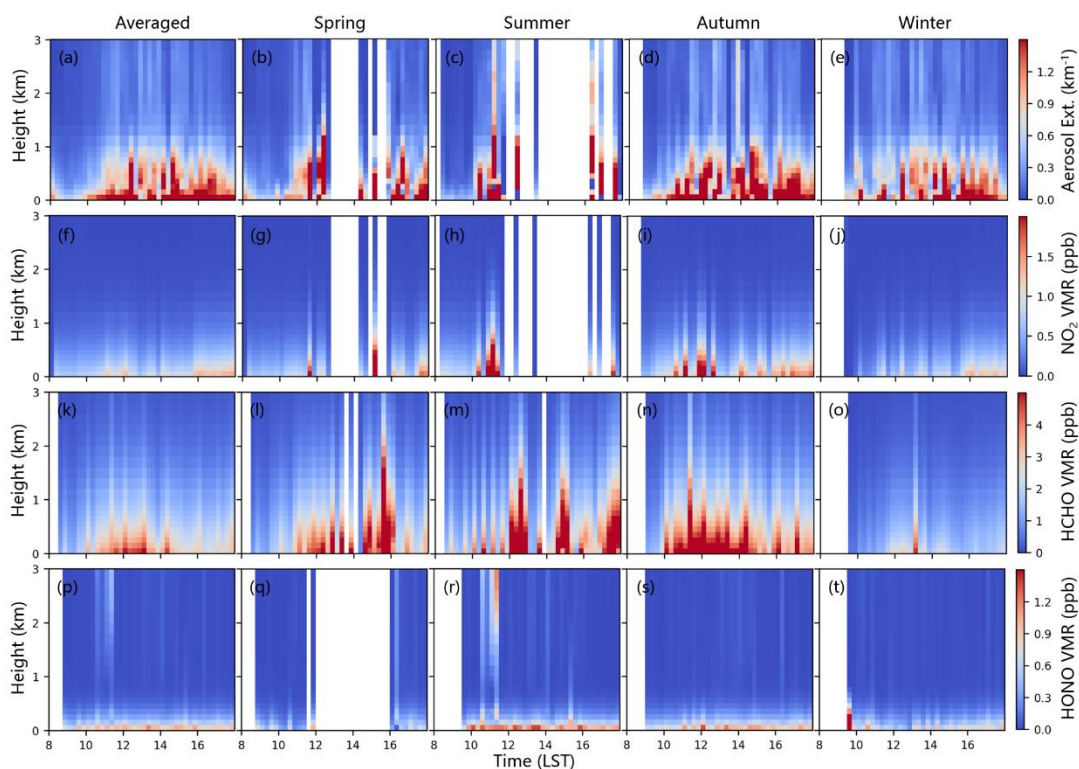 Averaged Spring Summer Autumn Winter
3 (a) (b) (c) (d) (e)
2
1
0
Height (km)
1.2
0.9
0.6
0.3
0.0
Aerosol Ext. (km⁻¹)
3 (f) (g) (h) (i) (j)
2
1
0
Height (km)
1.5
1.0
0.5
0.0
NO₂ VMR (ppb)
3 (k) (l) (m) (n) (o)
2
1
0
Height (km)
4
3
2
1
0
HCHO VMR (ppb)
3 (p) (q) (r) (s) (t)
2
1
0
Height (km)
1.2
0.9
0.6
0.3
0.0
HONO VMR (ppb)
8 10 12 14 16 8 10 12 14 16 8 10 12 14 16 8 10 12 14 16 8 10 12 14 16
Time (LST)